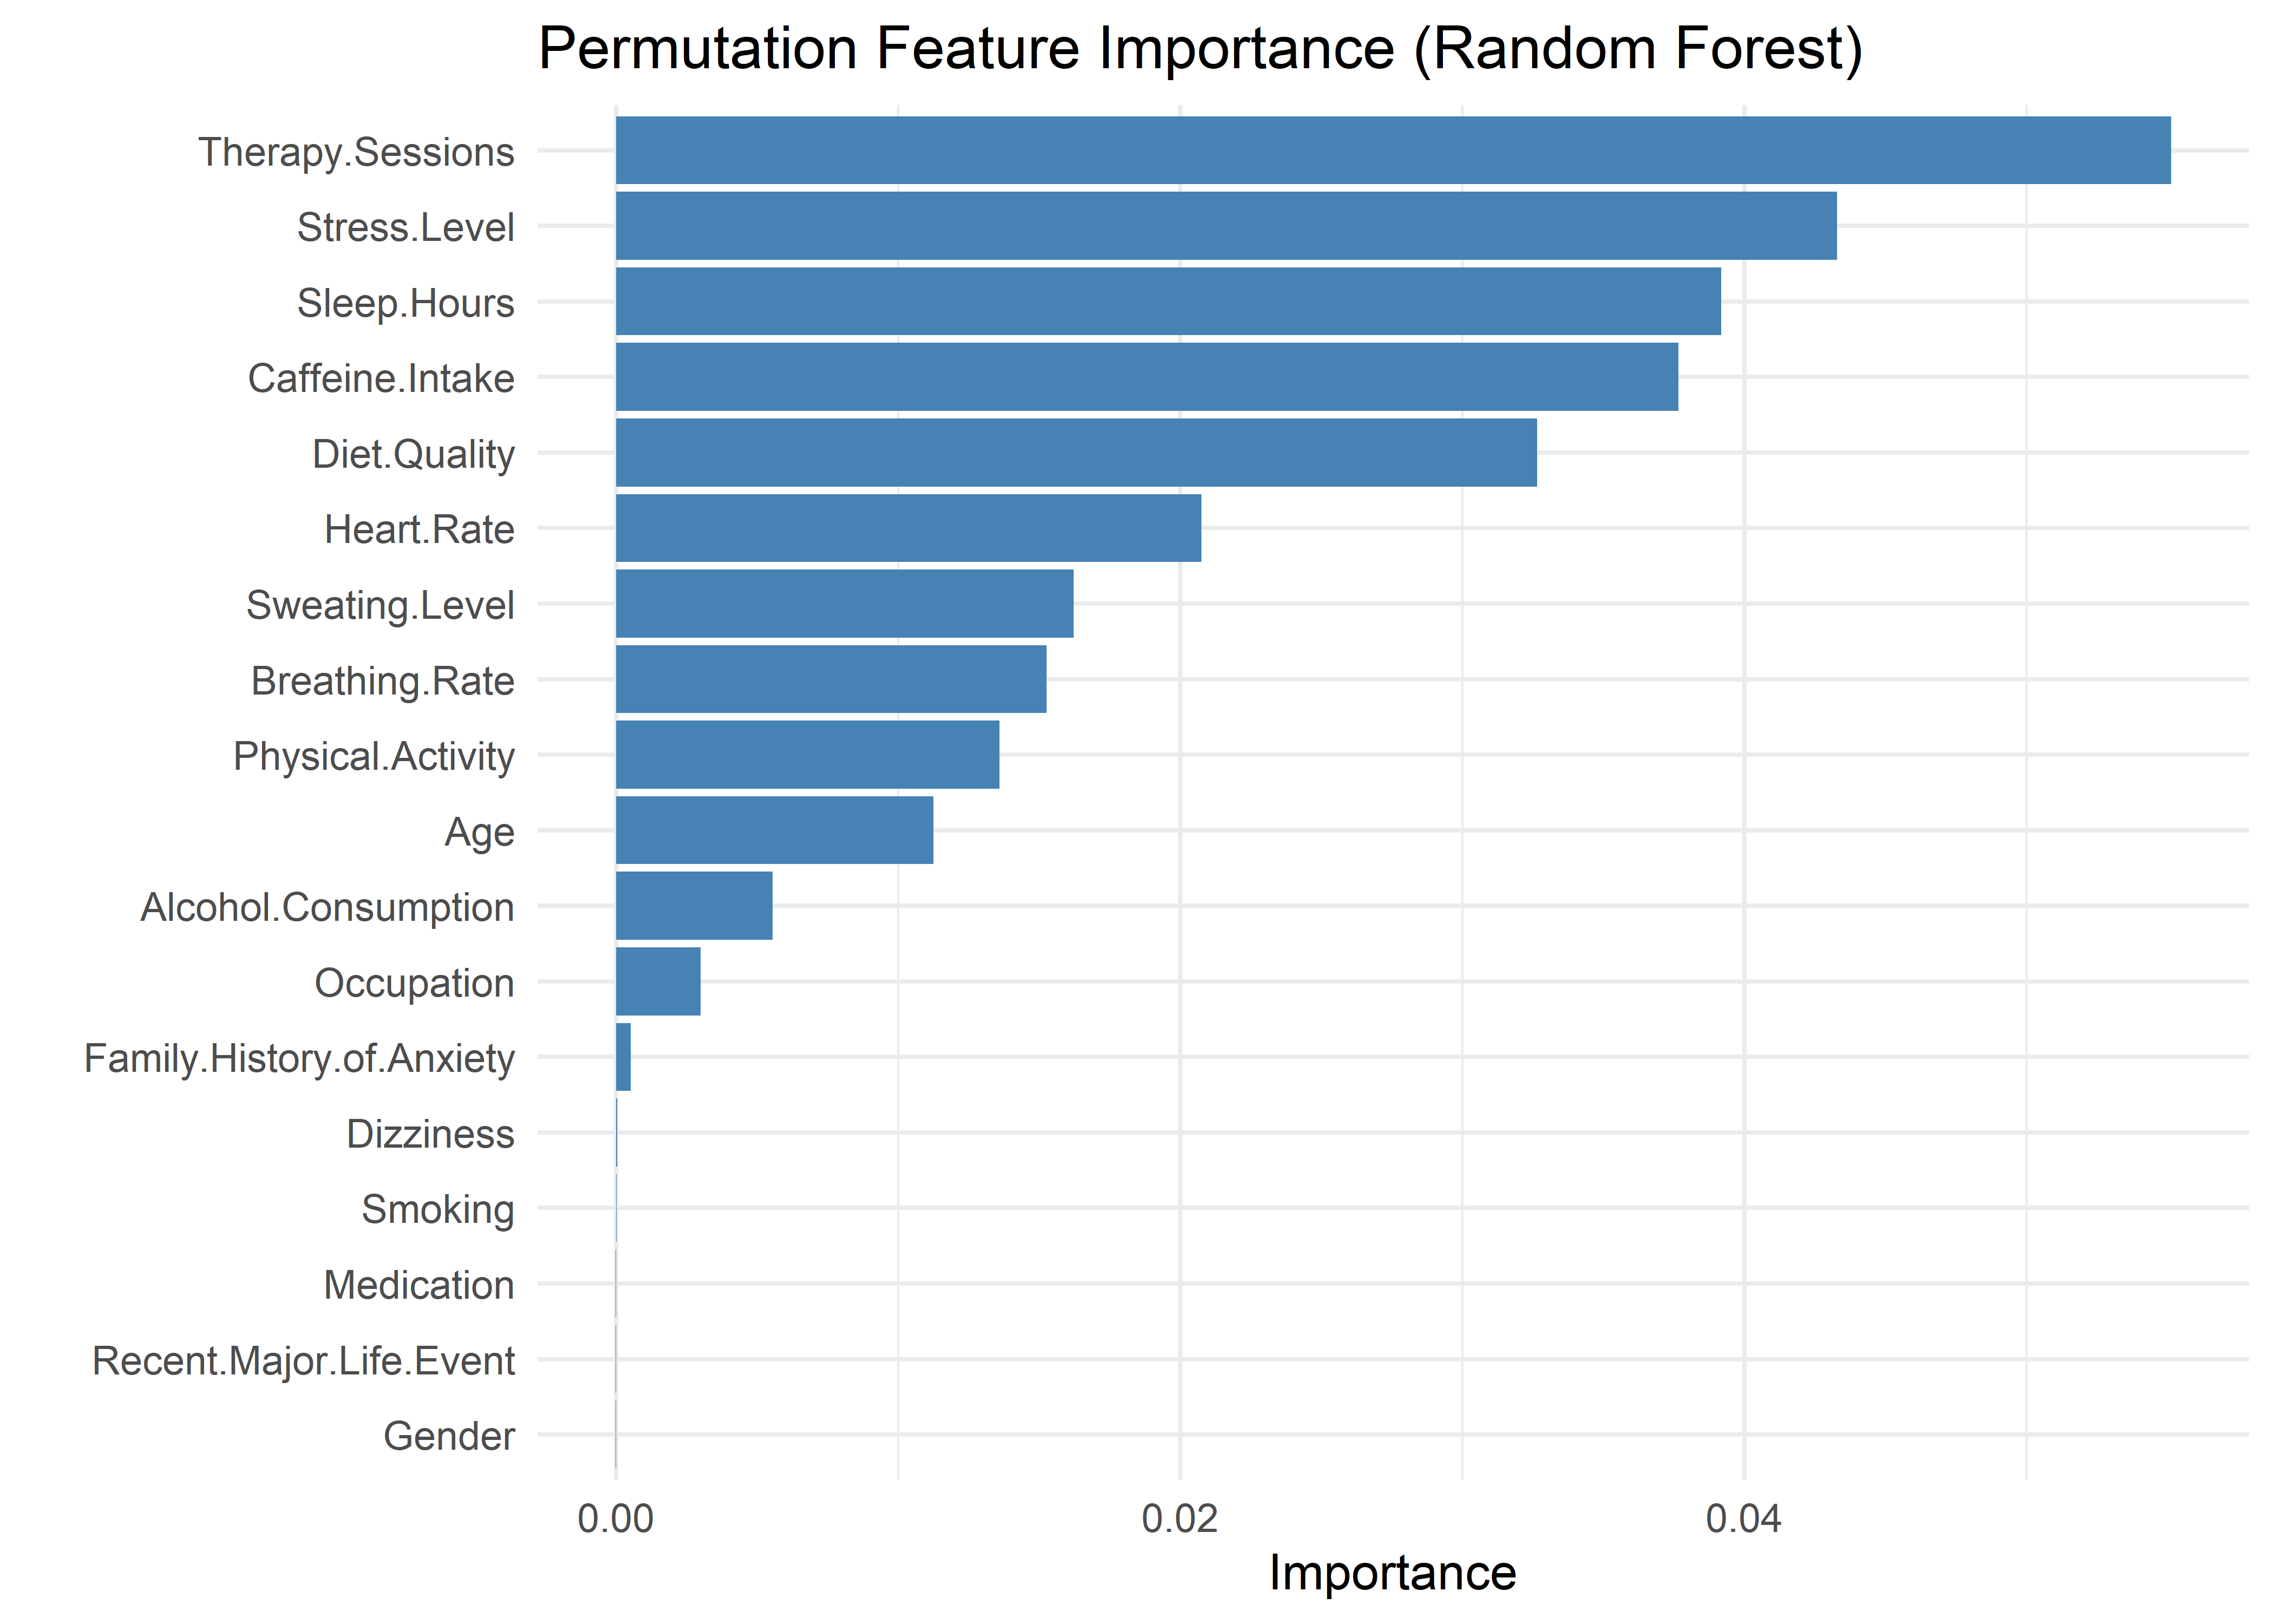 Permutation Feature Importance (Random Forest)
Therapy.Sessions
Stress.Level
Sleep.Hours
Caffeine.Intake
Diet.Quality
Heart.Rate
Sweating.Level
Breathing.Rate
Physical.Activity
Age
Alcohol.Consumption
Occupation
Family.History.of.Anxiety
Dizziness
Smoking
Medication
Recent.Major.Life.Event
Gender
0.00 0.02 0.04
Importance